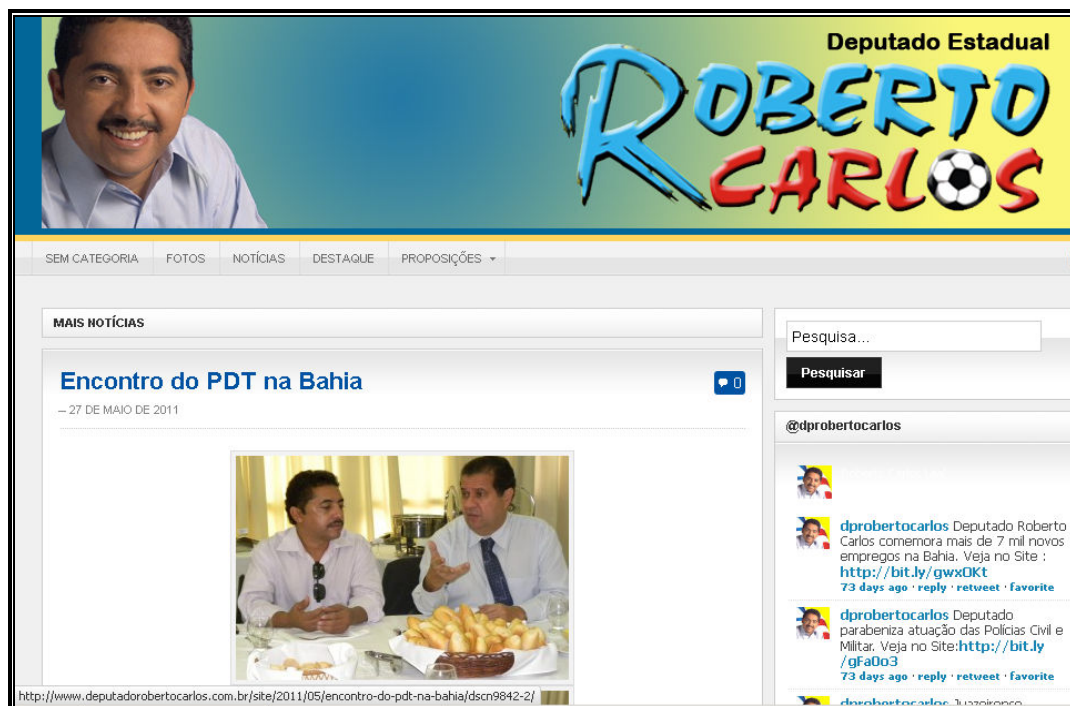 Deputado Estadual
ROBERTO
CARLOS
SEM CATEGORIA FOTOS NOTÍCIAS DESTAQUE PROPOSIÇÕES
MAIS NOTÍCIAS
Encontro do PDT na Bahia
0
– 27 DE MAIO DE 2011
Pesquisa...
Pesquisar
@dprobertocarlos
dprobertocarlos Deputado Roberto
Carlos comemora mais de 7 mil novos
empregos na Bahia. Veja no Site :
http://bit.ly/gwxOKt
73 days ago · reply · retweet · favorite
dprobertocarlos Deputado
parabeniza atuação das Polícias Civil e
Militar. Veja no Site:http://bit.ly
/gFaOo3
73 days ago · reply · retweet · favorite
dprobertocarlos Juazeirense
http://www.deputadorobertocarlos.com.br/site/2011/05/encontro-do-pdt-na-bahia/dscn9842-2/